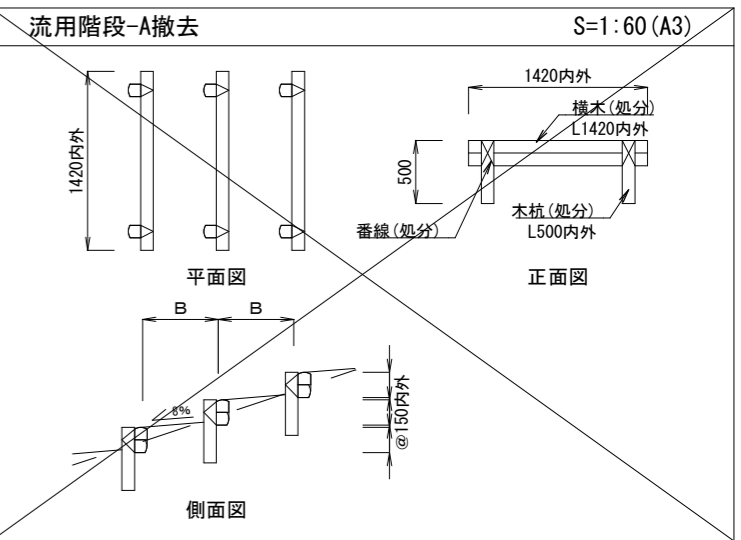 流用階段-A撤去
S=1:60(A3)
1420内外
平面図
1420内外
横木(処分)
L1420内外
500
番線(処分)
木杭(処分)
L500内外
正面図
B
B
8%
@150内外
側面図